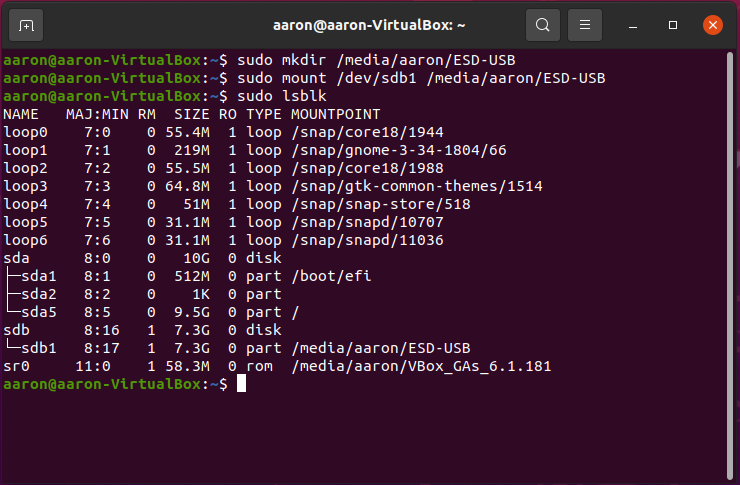 aaron@aaron-VirtualBox: ~
aaron@aaron-VirtualBox:~$ sudo mkdir /media/aaron/ESD-USB
aaron@aaron-VirtualBox:~$ sudo mount /dev/sdb1 /media/aaron/ESD-USB
aaron@aaron-VirtualBox:~$ sudo lsblk
NAME   MAJ:MIN RM  SIZE RO TYPE MOUNTPOINT
loop0    7:0    0 55.4M  1 loop /snap/core18/1944
loop1    7:1    0  219M  1 loop /snap/gnome-3-34-1804/66
loop2    7:2    0 55.5M  1 loop /snap/core18/1988
loop3    7:3    0 64.8M  1 loop /snap/gtk-common-themes/1514
loop4    7:4    0   51M  1 loop /snap/snap-store/518
loop5    7:5    0 31.1M  1 loop /snap/snapd/10707
loop6    7:6    0 31.1M  1 loop /snap/snapd/11036
sda      8:0    0   10G  0 disk
├─sda1   8:1    0  512M  0 part /boot/efi
├─sda2   8:2    0    1K  0 part
└─sda5   8:5    0  9.5G  0 part /
sdb      8:16   1  7.3G  0 disk
└─sdb1   8:17   1  7.3G  0 part /media/aaron/ESD-USB
sr0     11:0    1 58.3M  0 rom  /media/aaron/VBox_GAs_6.1.181
aaron@aaron-VirtualBox:~$